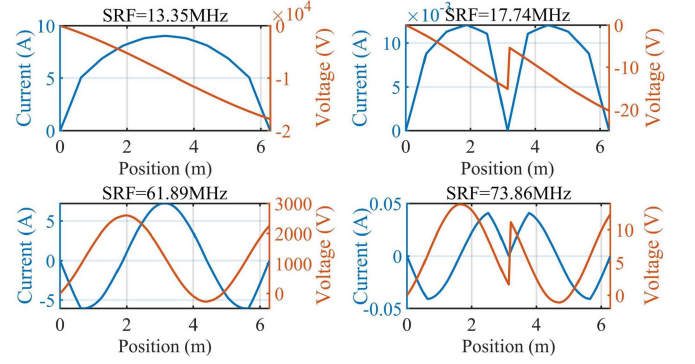 SRF=13.35MHz
×10⁴
10
5
0
0
-1
-2
0 2 4 6
Current (A)
Voltage (V)
Position (m)
SRF=17.74MHz
10
5
0
0
-10
-20
0 2 4 6
Current (A)
Voltage (V)
Position (m)
SRF=61.89MHz
5
0
-5
3000
2000
1000
0
0 2 4 6
Current (A)
Voltage (V)
Position (m)
SRF=73.86MHz
0.05
0
-0.05
10
5
0
0 2 4 6
Current (A)
Voltage (V)
Position (m)